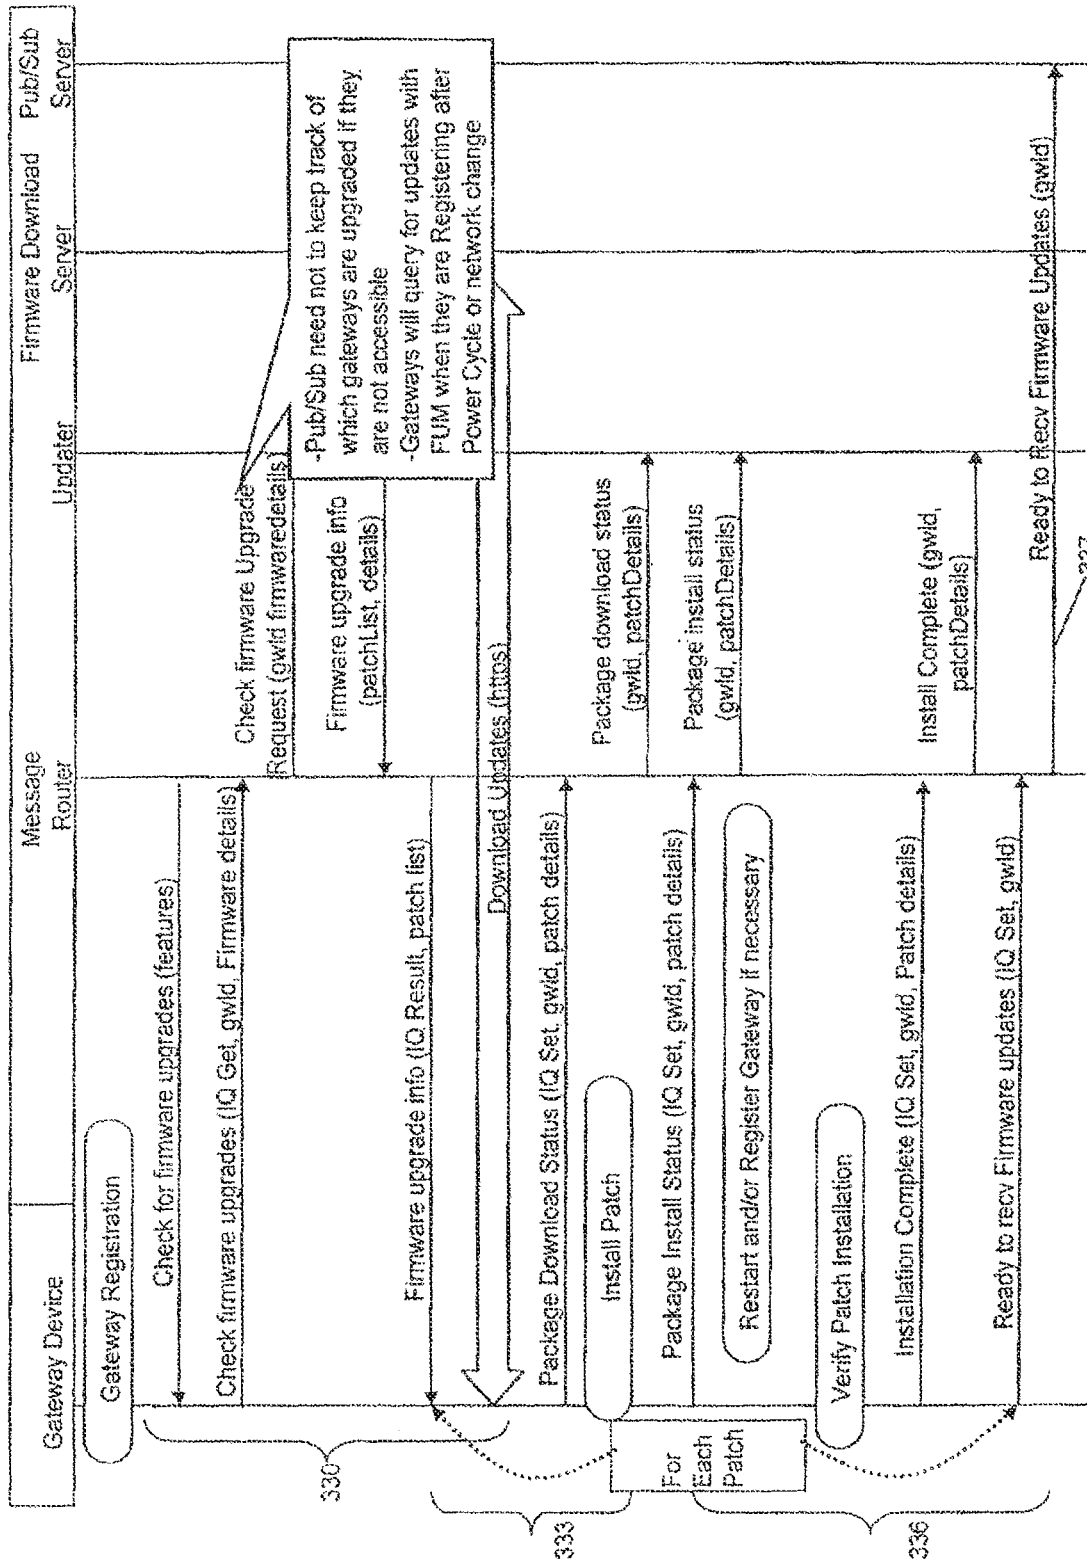 Gateway Device
Message
Router
Updater
Firmware Download
Server
Pub/Sub
Server
Gateway Registration
Check for firmware upgrades (features)
Check firmware upgrades (IQ Get, gwId, Firmware details)
Check firmware Upgrade
Request (gwId firmwaredetails)
-Pub/Sub need not to keep track of
which gateways are upgraded if they
are not accessible
-Gateways will query for updates with
FUM when they are Registering after
Power Cycle or network change
Firmware upgrade info
(patchList, details)
Firmware upgrade info (IQ Result, patch list)
Download Updates (https)
330
Package Download Status (IQ Set, gwId, patch details)
Package download status
(gwId, patchDetails)
Install Patch
333
For
Each
Patch
Package Install Status (IQ Set, gwId, patch details)
Package install status
(gwId, patchDetails)
Restart and/or Register Gateway if necessary
Verify Patch Installation
Installation Complete (IQ Set, gwId, Patch details)
Install Complete (gwId,
patchDetails)
Ready to recv Firmware updates (IQ Set, gwId)
Ready to Recv Firmware Updates (gwId)
336
337